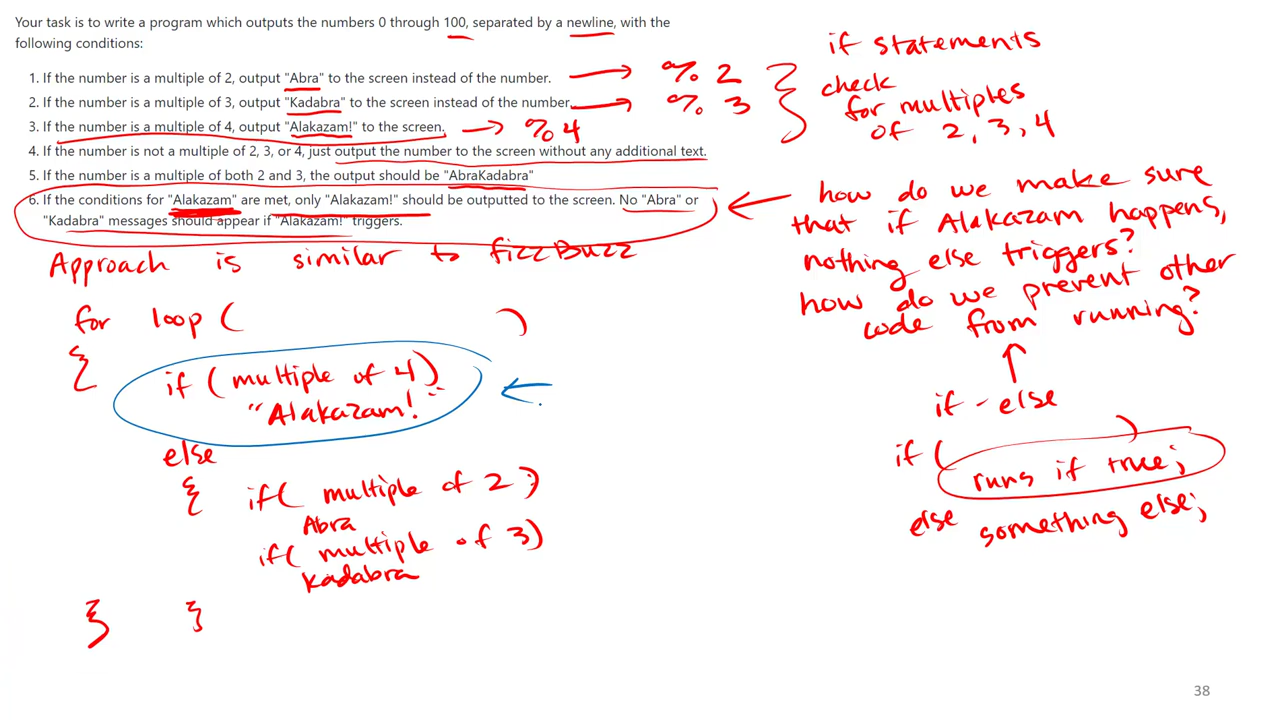 Your task is to write a program which outputs the numbers 0 through 100, separated by a newline, with the
following conditions:
1. If the number is a multiple of 2, output "Abra" to the screen instead of the number.
2. If the number is a multiple of 3, output "Kadabra" to the screen instead of the number.
3. If the number is a multiple of 4, output "Alakazam!" to the screen.
4. If the number is not a multiple of 2, 3, or 4, just output the number to the screen without any additional text.
5. If the number is a multiple of both 2 and 3, the output should be "AbraKadabra"
6. If the conditions for "Alakazam" are met, only "Alakazam!" should be outputted to the screen. No "Abra" or
"Kadabra" messages should appear if "Alakazam!" triggers.
% 2
% 3
% 4
if statements
check
for multiples
of 2, 3, 4
how do we make sure
that if Alakazam happens,
nothing else triggers?
how do we prevent other
code from running?
if - else
if ( )
runs if true;
else something else;
Approach is similar to fizzBuzz
for loop ( )
{
if ( multiple of 4 )
"Alakazam!"
else
{ if( multiple of 2 )
Abra
if( multiple of 3)
Kadabra
} }
38